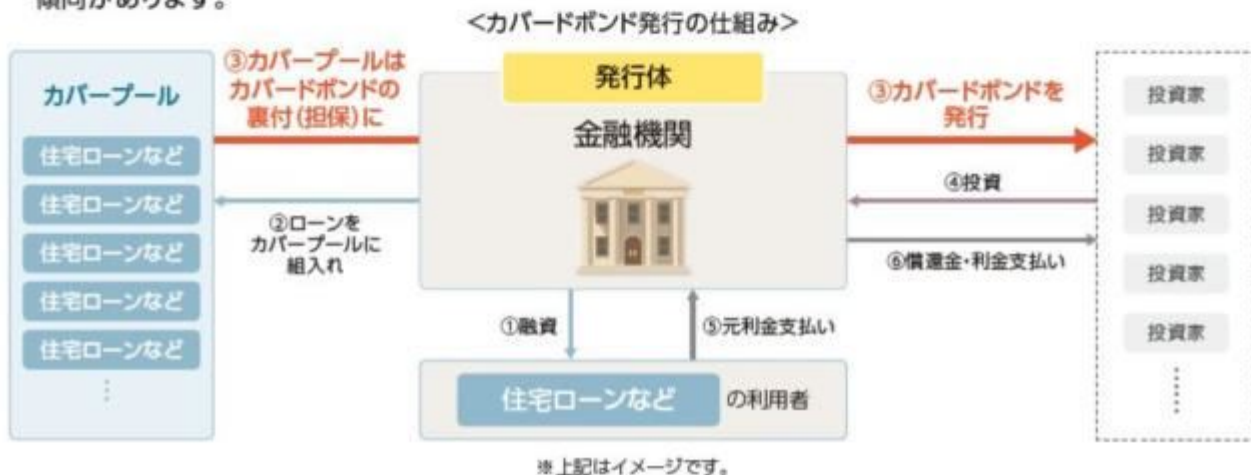 傾向があります。
<カバードボンド発行の仕組み>
カバープール
住宅ローンなど
住宅ローンなど
住宅ローンなど
住宅ローンなど
住宅ローンなど
③カバープールは
カバードボンドの
裏付(担保)に
②ローンを
カバープールに
組入れ
発行体
金融機関
①融資
⑤元利金支払い
住宅ローンなど の利用者
③カバードボンドを
発行
④投資
⑥償還金・利金支払い
投資家
投資家
投資家
投資家
投資家
※上記はイメージです。